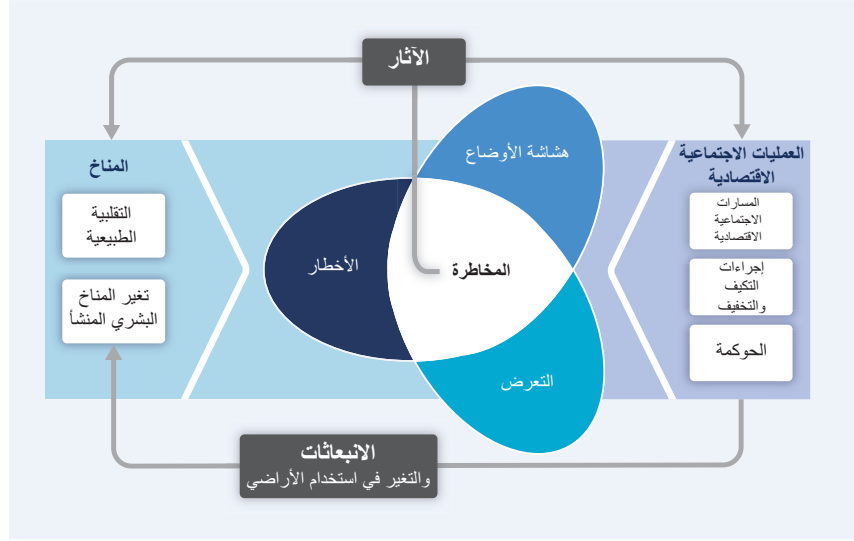 الآثار
العمليات الاجتماعية
الاقتصادية
المسارات
الاجتماعية
الاقتصادية
إجراءات
التكيف
والتخفيف
الحوكمة
هشاشة الأوضاع
المخاطرة
الأخطار
التعرض
المناخ
التقلبية
الطبيعية
تغير المناخ
البشري المنشأ
الانبعاثات
والتغير في استخدام الأراضي